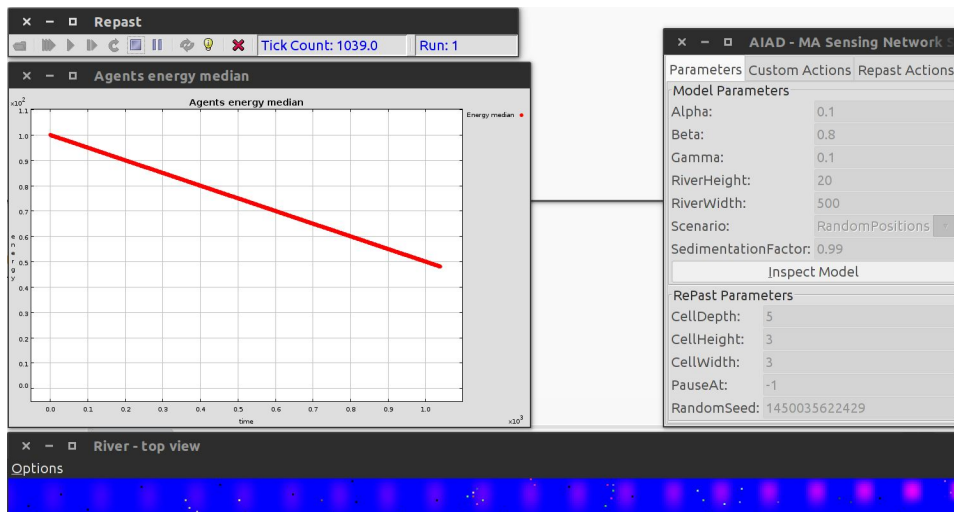 Repast
Tick Count: 1039.0
Run: 1
Agents energy median
Agents energy median
x10²
1.1
1.0
0.9
0.8
0.7
0.6
0.5
0.4
0.3
0.2
0.1
0.0
energy
Energy median
0.0 0.1 0.2 0.3 0.4 0.5 0.6 0.7 0.8 0.9 1.0
time
x10³
AIAD - MA Sensing Network S
Parameters Custom Actions Repast Actions
Model Parameters
Alpha: 0.1
Beta: 0.8
Gamma: 0.1
RiverHeight: 20
RiverWidth: 500
Scenario: RandomPositions
SedimentationFactor: 0.99
Inspect Model
RePast Parameters
CellDepth: 5
CellHeight: 3
CellWidth: 3
PauseAt: -1
RandomSeed: 1450035622429
River - top view
Options